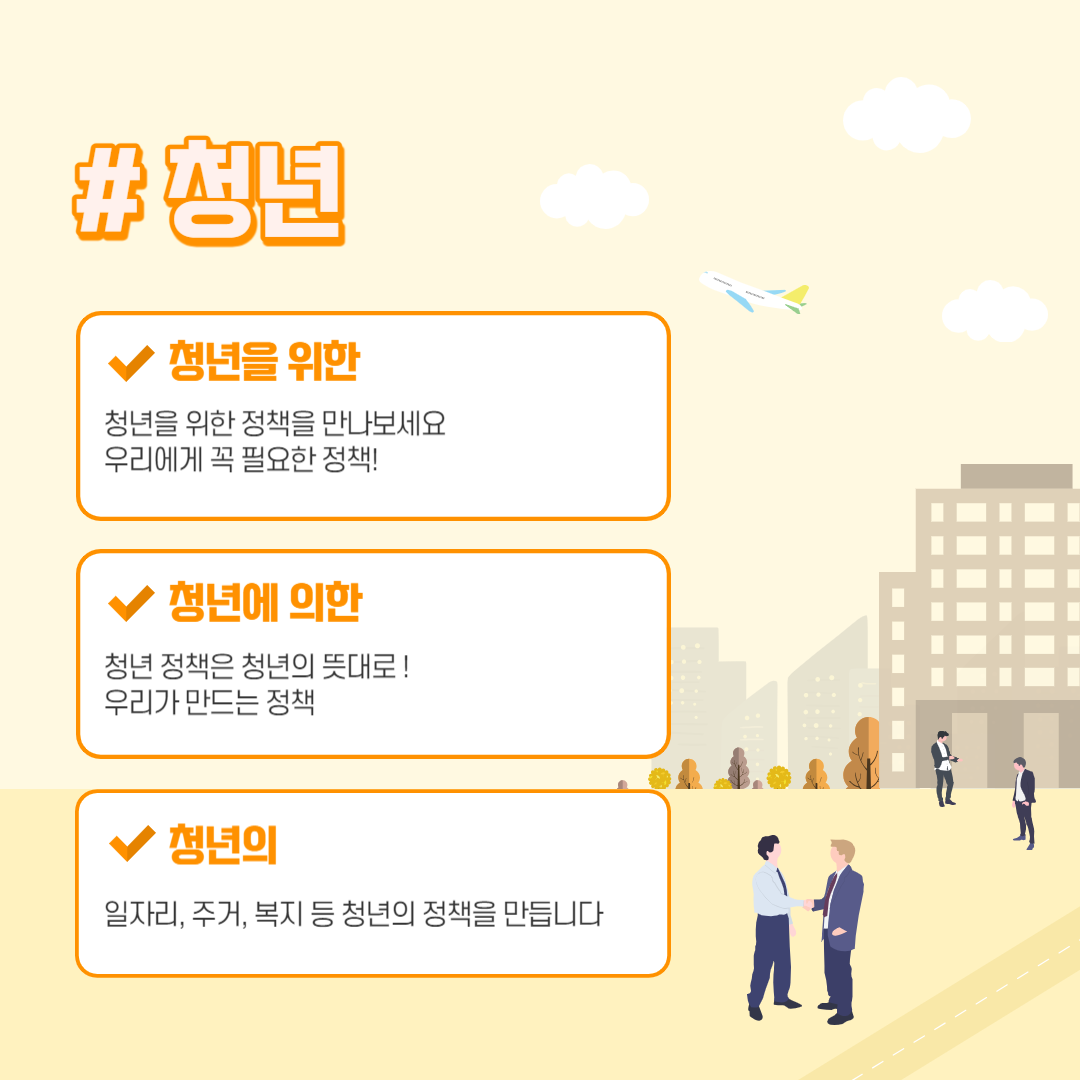 # 청년
청년을 위한
청년을 위한 정책을 만나보세요
우리에게 꼭 필요한 정책!
청년에 의한
청년 정책은 청년의 뜻대로 !
우리가 만드는 정책
청년의
일자리, 주거, 복지 등 청년의 정책을 만듭니다